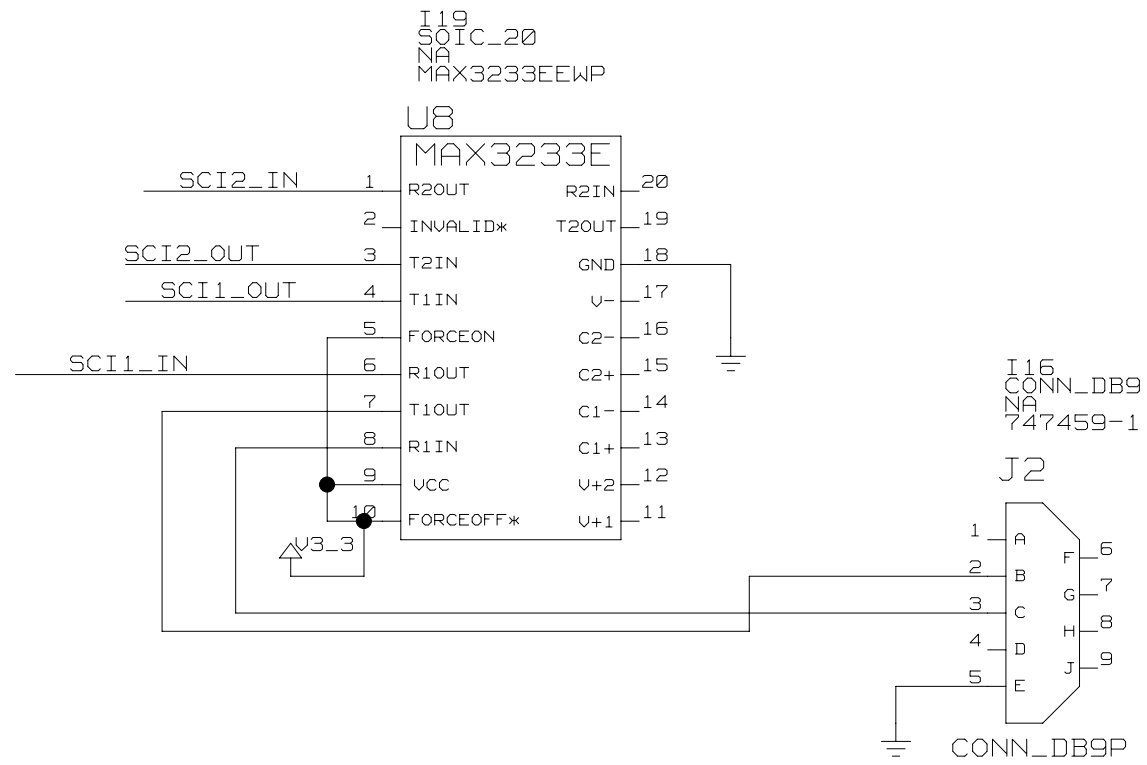 I19
SOIC_20
NA
MAX3233EEWP
U8
MAX3233E
SCI2_IN 1 R2OUT R2IN 20
2 INVALID* T2OUT 19
SCI2_OUT 3 T2IN GND 18
SCI1_OUT 4 T1IN V- 17
5 FORCEON C2- 16
SCI1_IN 6 R1OUT C2+ 15
7 T1OUT C1- 14
8 R1IN C1+ 13
9 VCC V+2 12
10 FORCEOFF* V+1 11
V3_3
I16
CONN_DB9
NA
747459-1
J2
1 A
F 6
2 B
G 7
3 C
H 8
4 D
J 9
5 E
CONN_DB9P